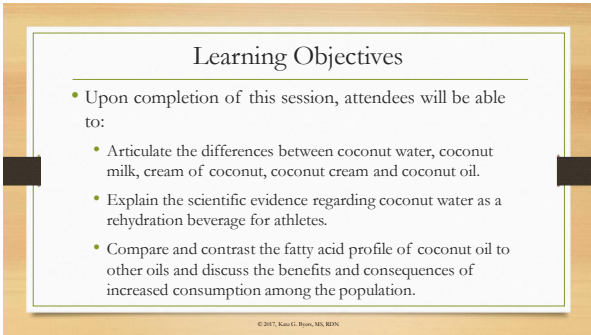 Learning Objectives
• Upon completion of this session, attendees will be able
to:
• Articulate the differences between coconut water, coconut
milk, cream of coconut, coconut cream and coconut oil.
• Explain the scientific evidence regarding coconut water as a
rehydration beverage for athletes.
• Compare and contrast the fatty acid profile of coconut oil to
other oils and discuss the benefits and consequences of
increased consumption among the population.
© 2017, Kate G. Byers, MS, RDN